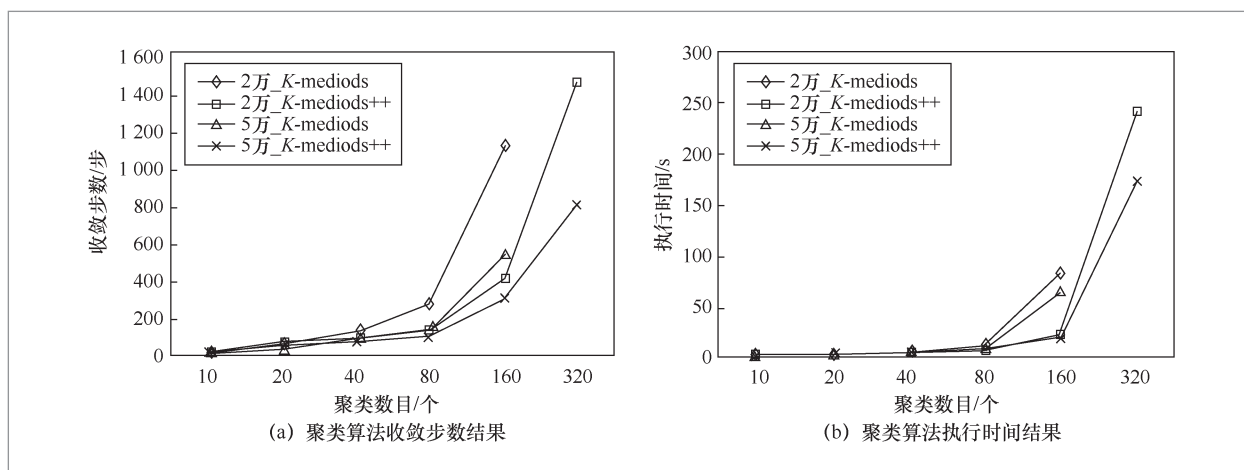 1 600
1 400
1 200
1 000
800
600
400
200
0
收敛步数/步
2万_K-mediods
2万_K-mediods++
5万_K-mediods
5万_K-mediods++
10 20 40 80 160 320
聚类数目/个
(a) 聚类算法收敛步数结果
300
250
200
150
100
50
0
执行时间/s
2万_K-mediods
2万_K-mediods++
5万_K-mediods
5万_K-mediods++
10 20 40 80 160 320
聚类数目/个
(b) 聚类算法执行时间结果